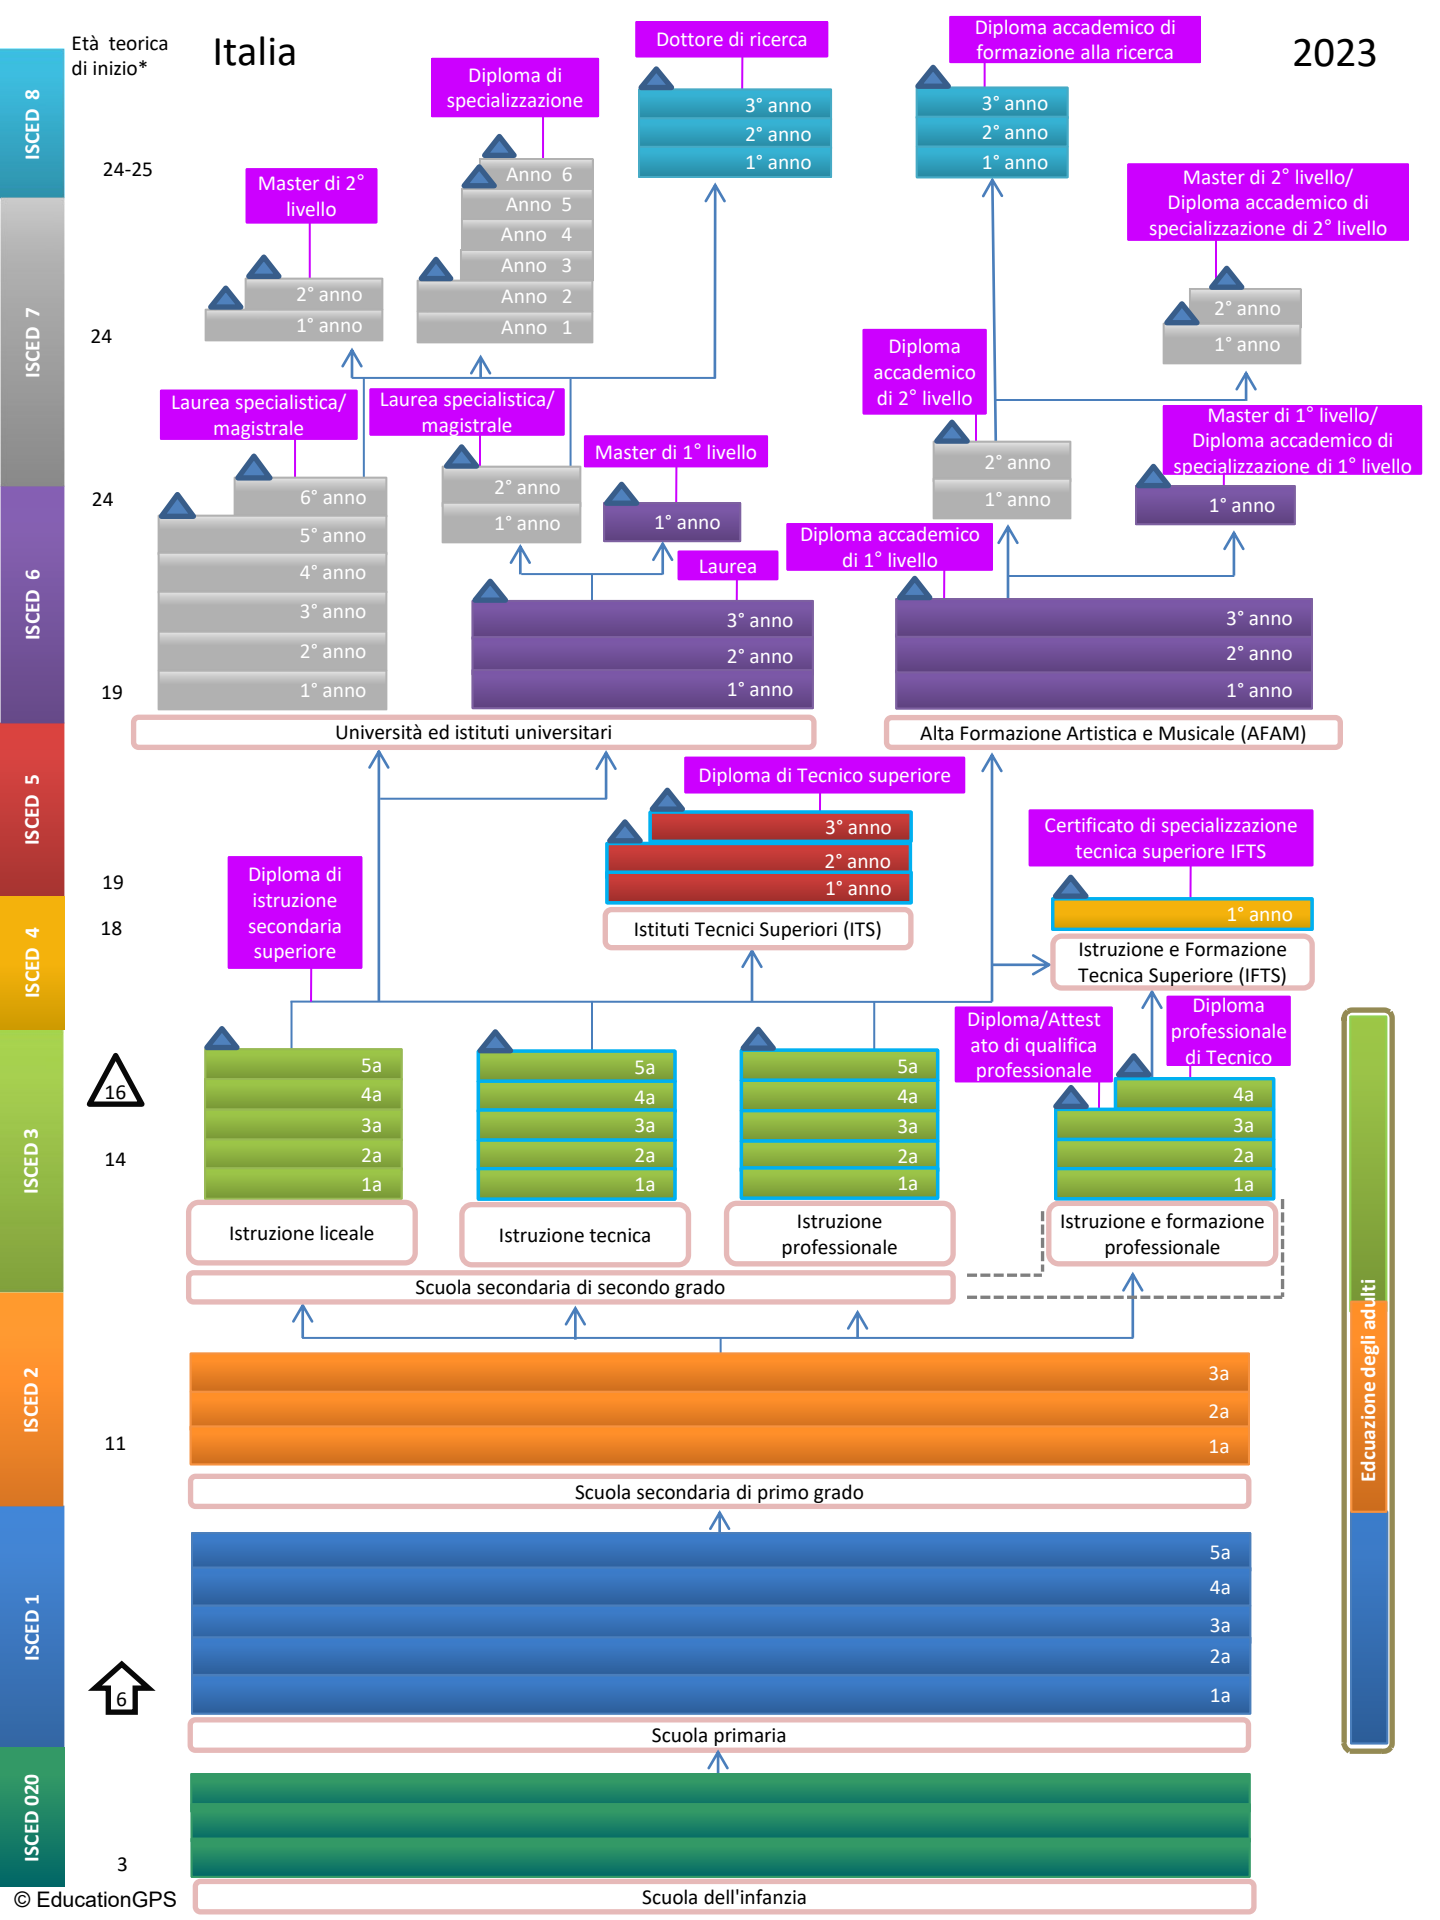 Età teorica
di inizio*
Italia
2023
Dottore di ricerca
Diploma accademico di
formazione alla ricerca
Diploma di
specializzazione
ISCED 8
24-25
3° anno
2° anno
1° anno
3° anno
2° anno
1° anno
Master di 2°
livello
Anno 6
Anno 5
Anno 4
Anno 3
Anno 2
Anno 1
Master di 2° livello/
Diploma accademico di
specializzazione di 2° livello
ISCED 7
24
2° anno
1° anno
2° anno
1° anno
Diploma
accademico
di 2° livello
Laurea specialistica/
magistrale
Laurea specialistica/
magistrale
Master di 1° livello
Master di 1° livello/
Diploma accademico di
specializzazione di 1° livello
24
6° anno
5° anno
4° anno
3° anno
2° anno
1° anno
2° anno
1° anno
1° anno
2° anno
1° anno
1° anno
Laurea
Diploma accademico
di 1° livello
ISCED 6
19
3° anno
2° anno
1° anno
3° anno
2° anno
1° anno
Università ed istituti universitari
Alta Formazione Artistica e Musicale (AFAM)
ISCED 5
19
Diploma di Tecnico superiore
3° anno
2° anno
1° anno
Istituti Tecnici Superiori (ITS)
Certificato di specializzazione
tecnica superiore IFTS
1° anno
Istruzione e Formazione
Tecnica Superiore (IFTS)
Diploma di
istruzione
secondaria
superiore
ISCED 4
18
Diploma/Attest
ato di qualifica
professionale
Diploma
professionale
di Tecnico
ISCED 3
16
14
5a
4a
3a
2a
1a
5a
4a
3a
2a
1a
5a
4a
3a
2a
1a
4a
3a
2a
1a
Istruzione liceale
Istruzione tecnica
Istruzione
professionale
Istruzione e formazione
professionale
Scuola secondaria di secondo grado
ISCED 2
11
3a
2a
1a
Scuola secondaria di primo grado
Edcuazione degli adulti
ISCED 1
6
5a
4a
3a
2a
1a
Scuola primaria
ISCED 020
3
Scuola dell'infanzia
© EducationGPS